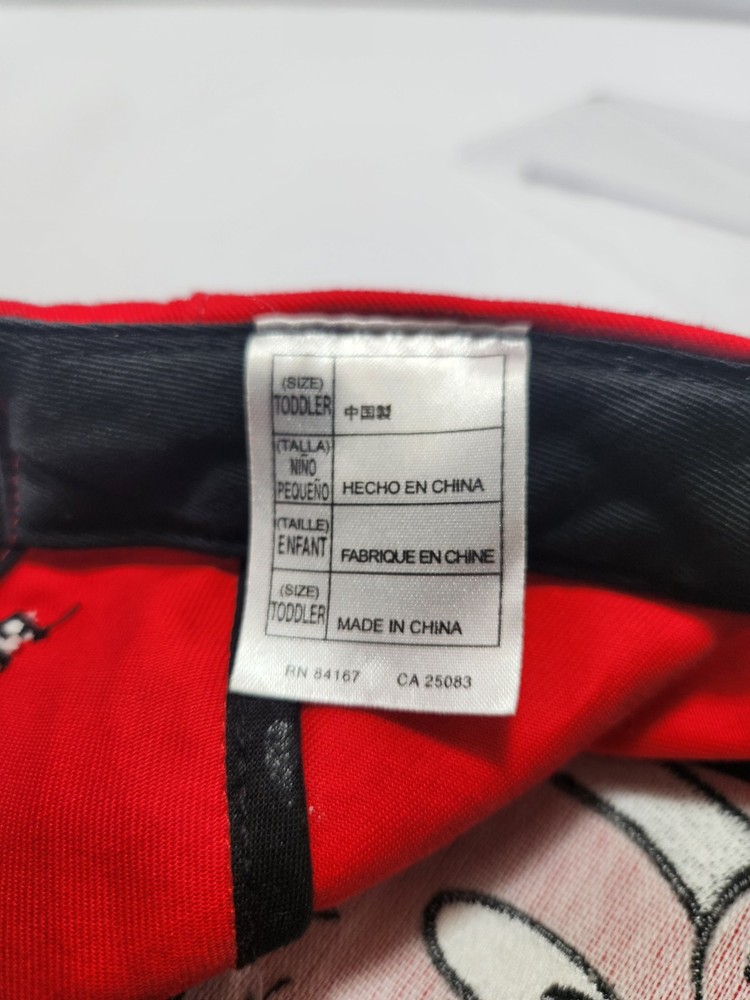 (SIZE)
TODDLER
中国製
(TALLA)
NIÑO
PEQUEÑO
HECHO EN CHINA
(TAILLE)
ENFANT
FABRIQUE EN CHINE
(SIZE)
TODDLER
MADE IN CHINA
RN 84167 CA 25083